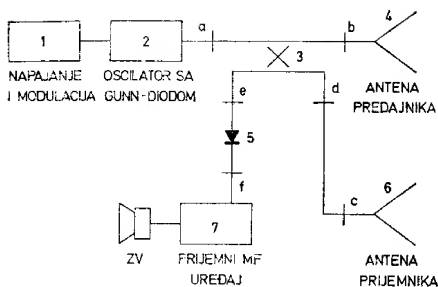 a
b
4
1
2
3
NAPAJANJE
I MODULACIJA
OSCILATOR SA
GUNN-DIODOM
ANTENA
PREDAJNIKA
e
d
5
f
c
6
7
ZV
PRIJEMNI MF
UREĐAJ
ANTENA
PRIJEMNIKA